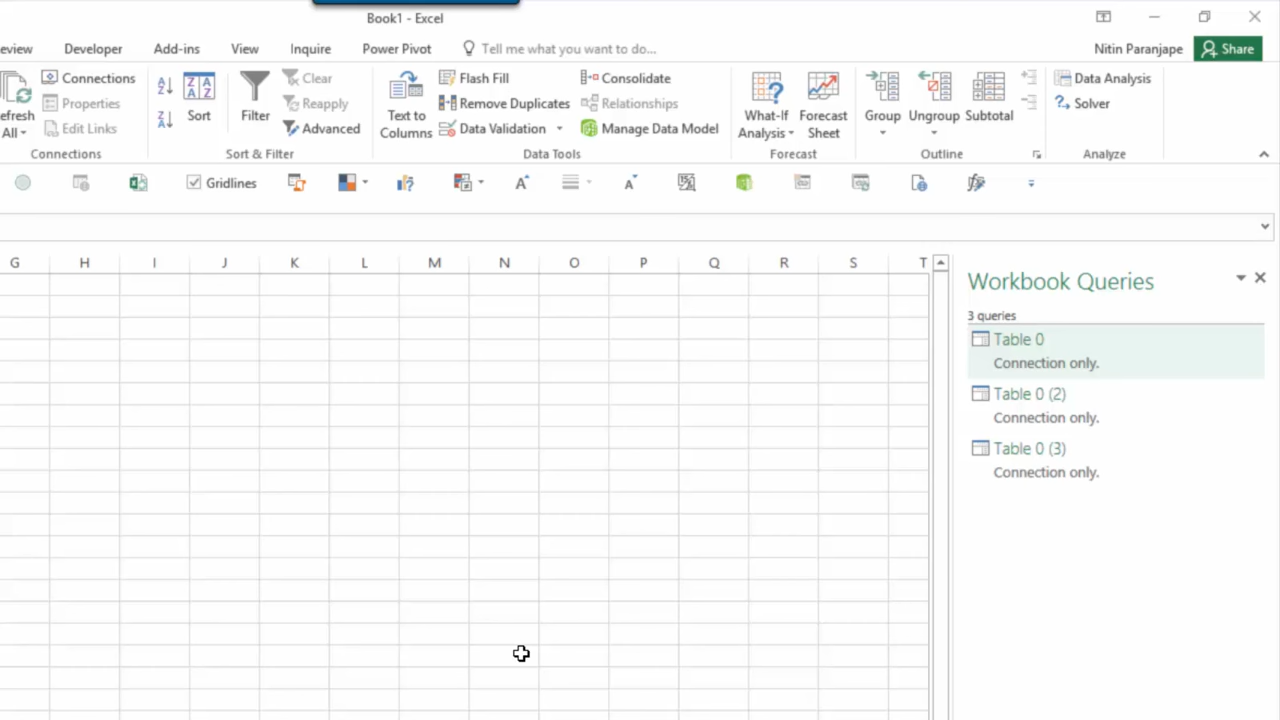 Book1 - Excel
eview Developer Add-ins View Inquire Power Pivot Tell me what you want to do... Nitin Paranjape Share
Connections
Properties
Edit Links
efresh
All
Connections
Sort
Filter
Clear
Reapply
Advanced
Sort & Filter
Text to
Columns
Flash Fill
Remove Duplicates
Data Validation
Consolidate
Relationships
Manage Data Model
Data Tools
What-If
Analysis
Forecast
Sheet
Forecast
Group
Ungroup
Subtotal
Outline
Data Analysis
Solver
Analyze
Gridlines
G H I J K L M N O P Q R S T
Workbook Queries
3 queries
Table 0
Connection only.
Table 0 (2)
Connection only.
Table 0 (3)
Connection only.